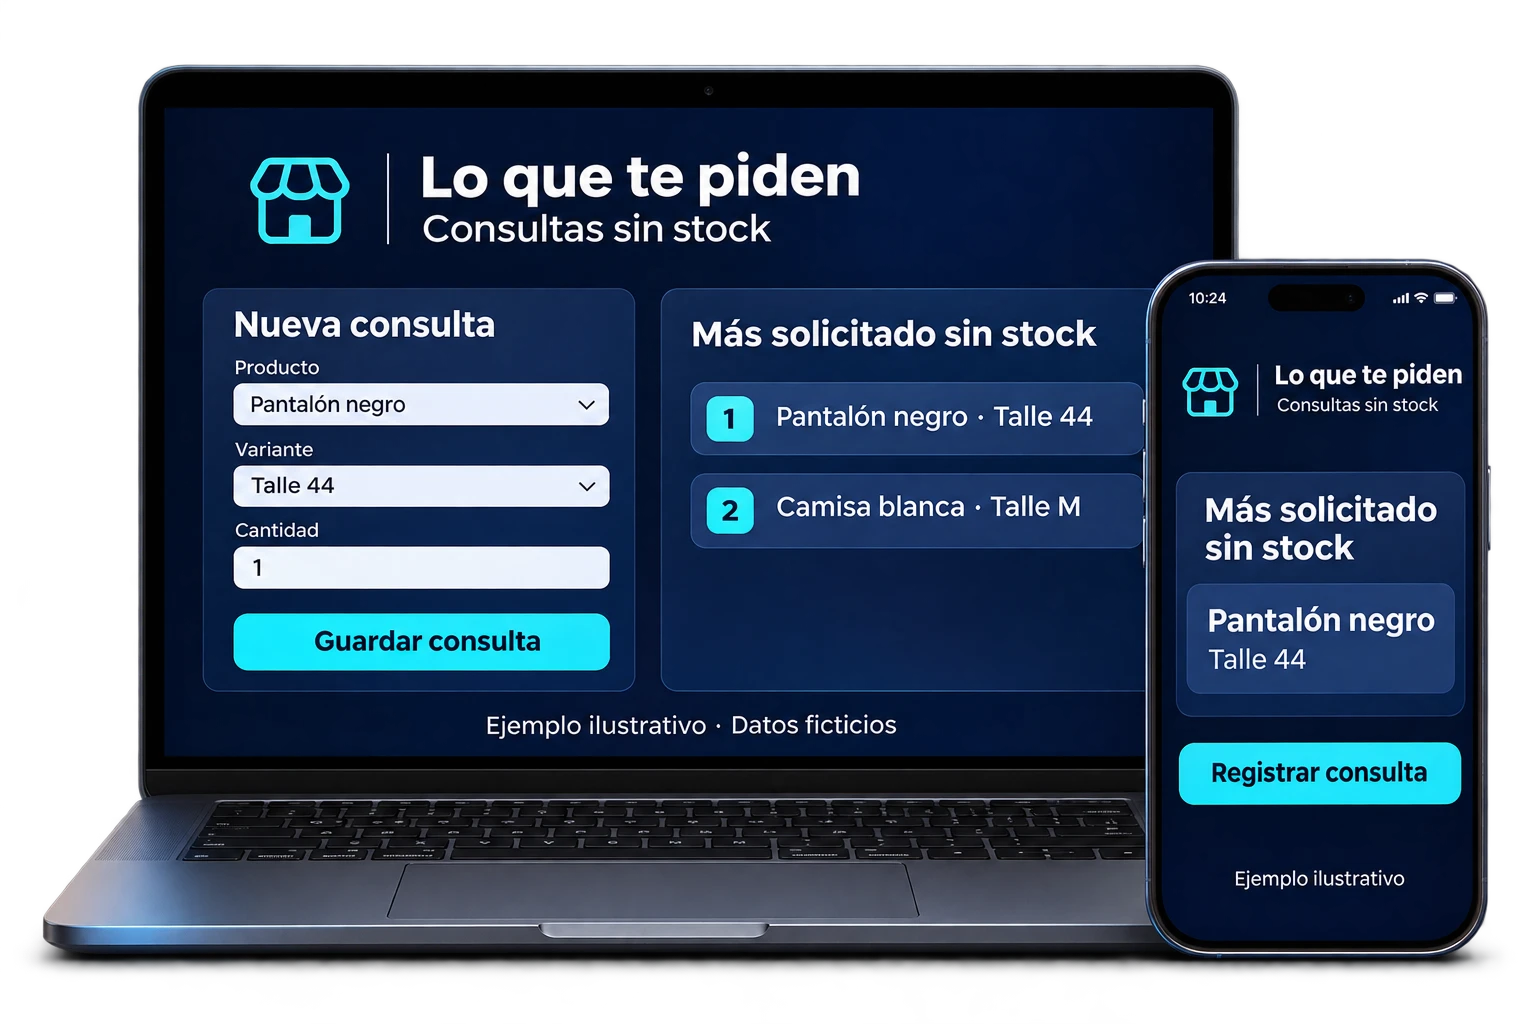 Lo que te piden
Consultas sin stock
Nueva consulta
Producto
Pantalón negro
Variante
Talle 44
Cantidad
1
Guardar consulta
Más solicitado sin stock
1 Pantalón negro · Talle 44
2 Camisa blanca · Talle M
Ejemplo ilustrativo · Datos ficticios
10:24
Lo que te piden
Consultas sin stock
Más solicitado
sin stock
Pantalón negro
Talle 44
Registrar consulta
Ejemplo ilustrativo